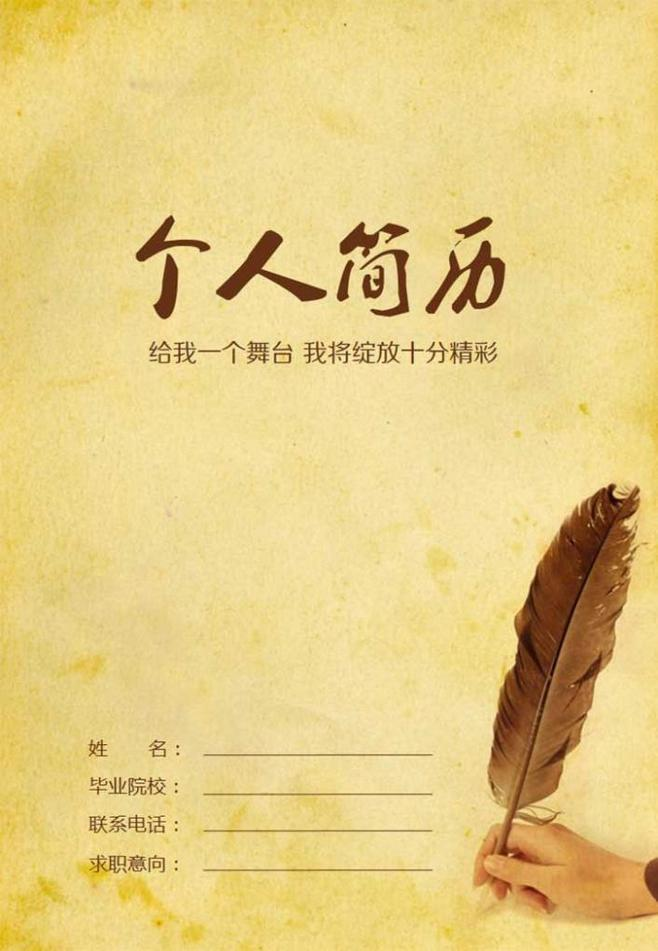 个人简历
给我一个舞台 我将绽放十分精彩
姓 名：
毕业院校：
联系电话：
求职意向：